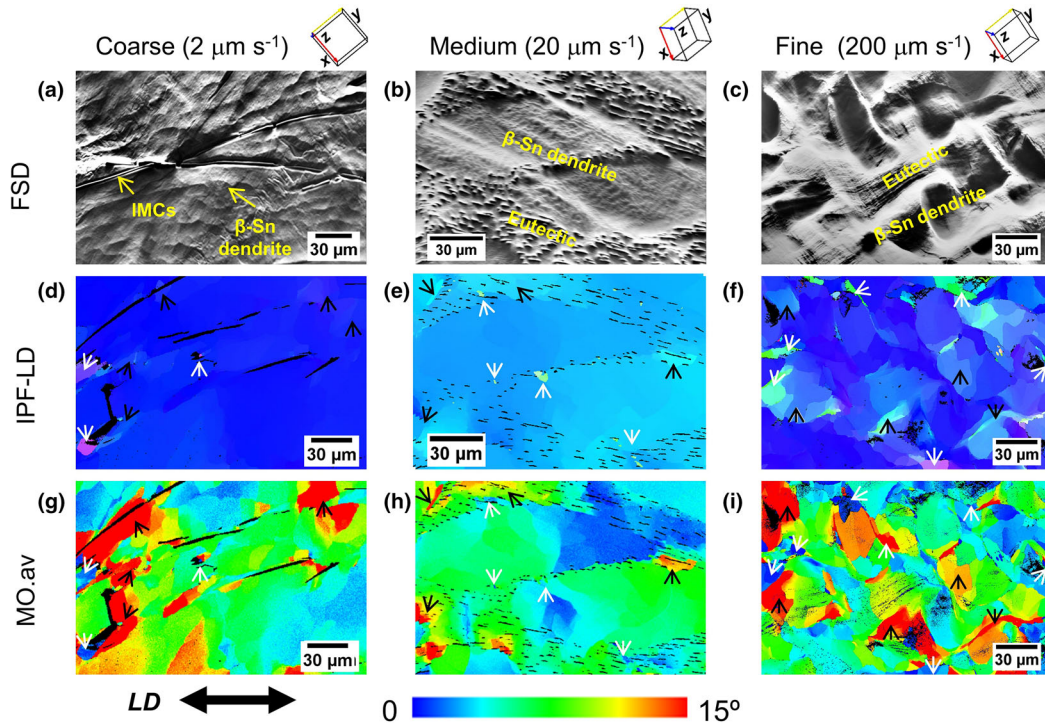 Coarse (2 μm s⁻¹)
Medium (20 μm s⁻¹)
Fine (200 μm s⁻¹)
x y z
x y z
x y z
FSD
(a)
IMCs
β-Sn
dendrite
30 μm
(b)
β-Sn dendrite
Eutectic
30 μm
(c)
Eutectic
β-Sn dendrite
30 μm
IPF-LD
(d)
30 μm
(e)
30 μm
(f)
30 μm
MO.av
(g)
30 μm
(h)
30 μm
(i)
30 μm
LD
0
15º